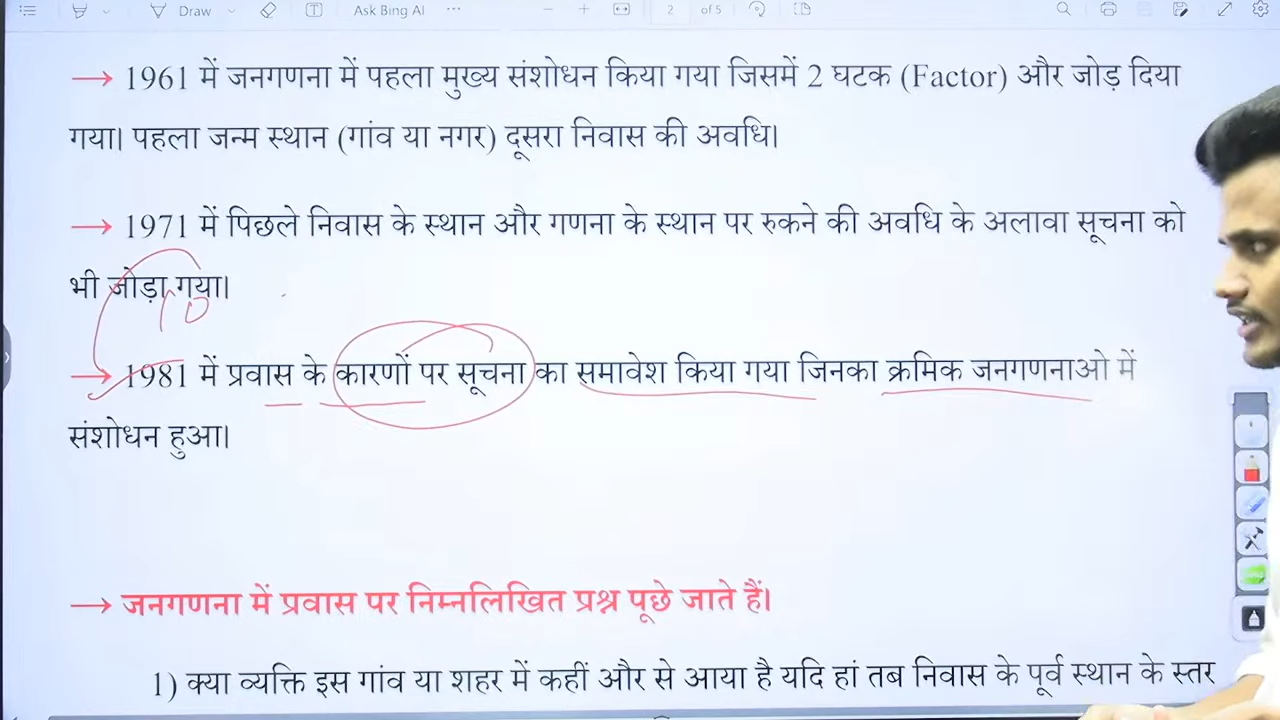 Draw
Ask Bing AI
2 of 5
→ 1961 में जनगणना में पहला मुख्य संशोधन किया गया जिसमें 2 घटक (Factor) और जोड़ दिया
गया। पहला जन्म स्थान (गांव या नगर) दूसरा निवास की अवधि।
→ 1971 में पिछले निवास के स्थान और गणना के स्थान पर रुकने की अवधि के अलावा सूचना को
भी जोड़ा गया।
10
→ 1981 में प्रवास के कारणों पर सूचना का समावेश किया गया जिनका क्रमिक जनगणनाओ में
संशोधन हुआ।
→ जनगणना में प्रवास पर निम्नलिखित प्रश्न पूछे जाते हैं।
1) क्या व्यक्ति इस गांव या शहर में कहीं और से आया है यदि हां तब निवास के पूर्व स्थान के स्तर